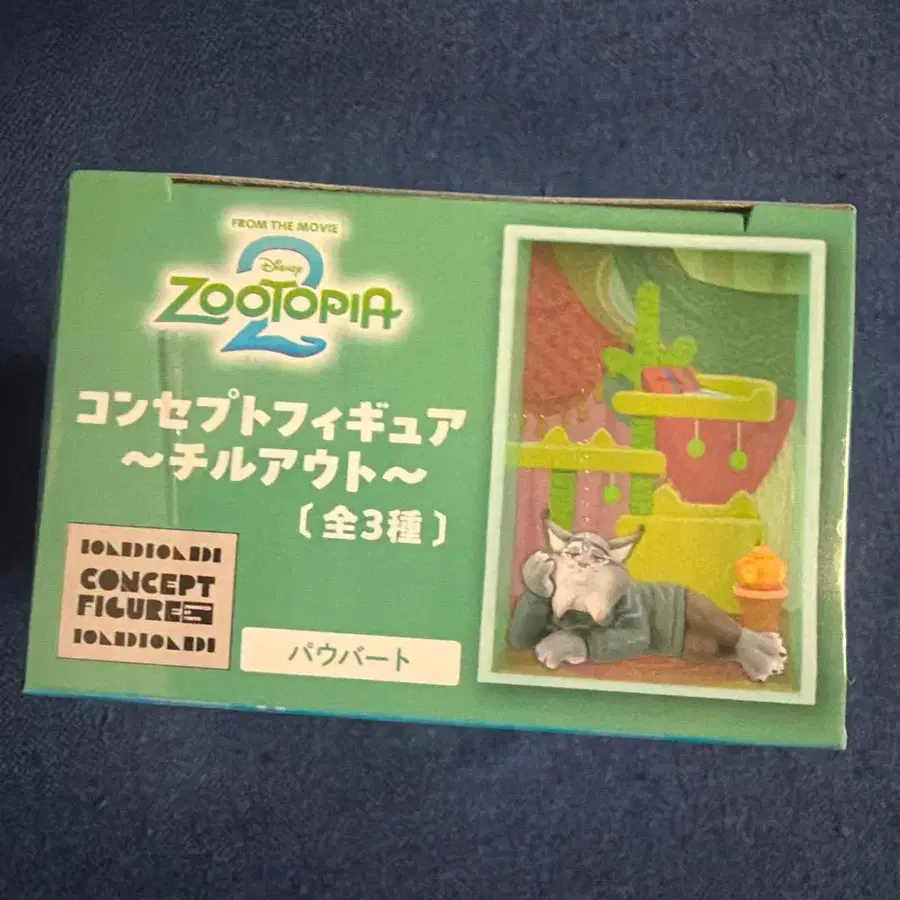 FROM THE MOVIE
Disney
ZOOTOPIA
2
コンセプトフィギュア
～チルアウト～
〔全3種〕
CONCEPT
FIGURE
パウバート